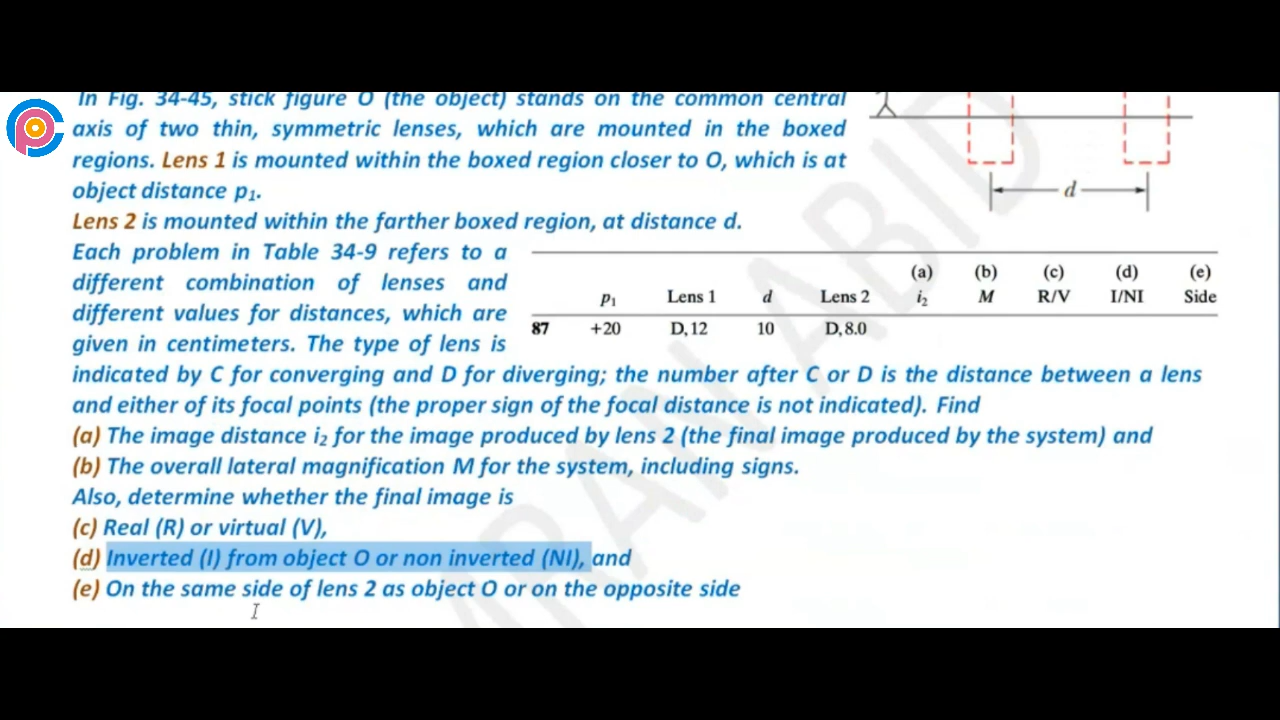 In Fig. 34-45, stick figure O (the object) stands on the common central
axis of two thin, symmetric lenses, which are mounted in the boxed
regions. Lens 1 is mounted within the boxed region closer to O, which is at
object distance p₁.
d
Lens 2 is mounted within the farther boxed region, at distance d.
Each problem in Table 34-9 refers to a
different combination of lenses and
different values for distances, which are
given in centimeters. The type of lens is
(a) (b) (c) (d) (e)
p₁ Lens 1 d Lens 2 i₂ M R/V I/NI Side
87 +20 D, 12 10 D, 8.0
indicated by C for converging and D for diverging; the number after C or D is the distance between a lens
and either of its focal points (the proper sign of the focal distance is not indicated). Find
(a) The image distance i₂ for the image produced by lens 2 (the final image produced by the system) and
(b) The overall lateral magnification M for the system, including signs.
Also, determine whether the final image is
(c) Real (R) or virtual (V),
(d) Inverted (I) from object O or non inverted (NI), and
(e) On the same side of lens 2 as object O or on the opposite side